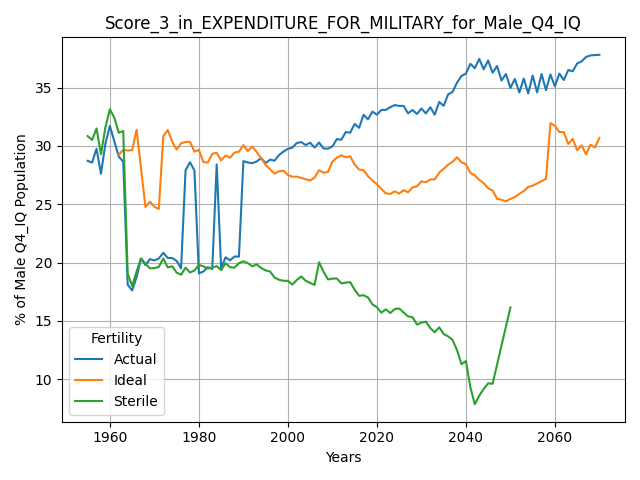 Score_3_in_EXPENDITURE_FOR_MILITARY_for_Male_Q4_IQ
% of Male Q4_IQ Population
35
30
25
20
15
10
Fertility
Actual
Ideal
Sterile
1960 1980 2000 2020 2040 2060
Years